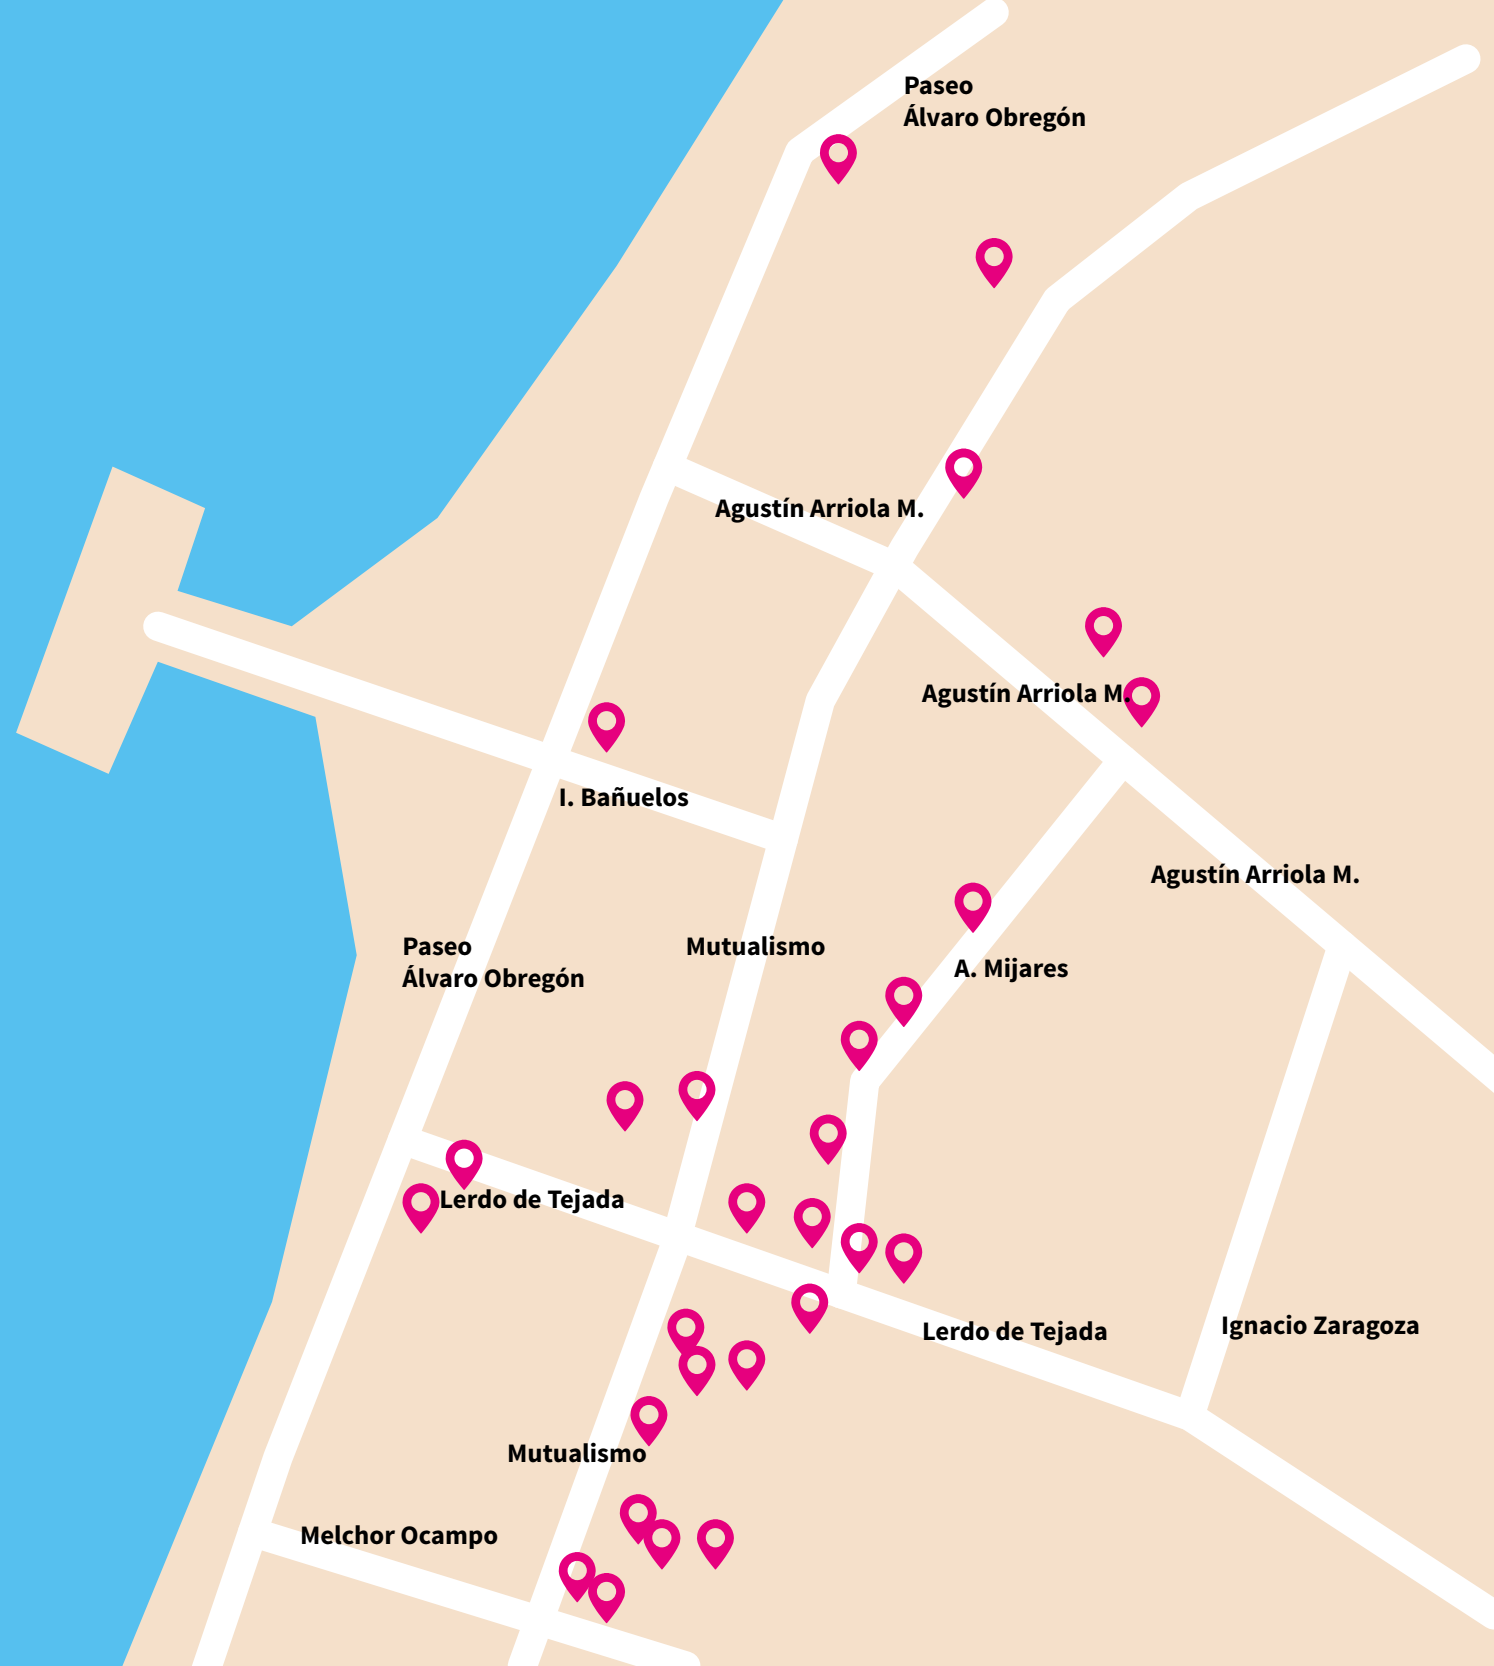 Paseo
Álvaro Obregón
Agustín Arriola M.
Agustín Arriola M.
I. Bañuelos
Agustín Arriola M.
Paseo
Álvaro Obregón
Mutualismo
A. Mijares
Lerdo de Tejada
Lerdo de Tejada
Ignacio Zaragoza
Mutualismo
Melchor Ocampo